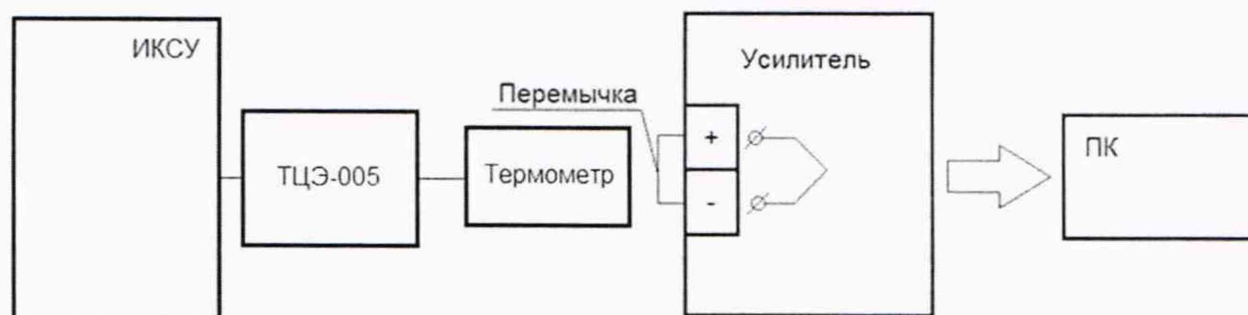 ИКСУ
Усилитель
Перемычка
ТЦЭ-005
Термометр
+
-
ПК